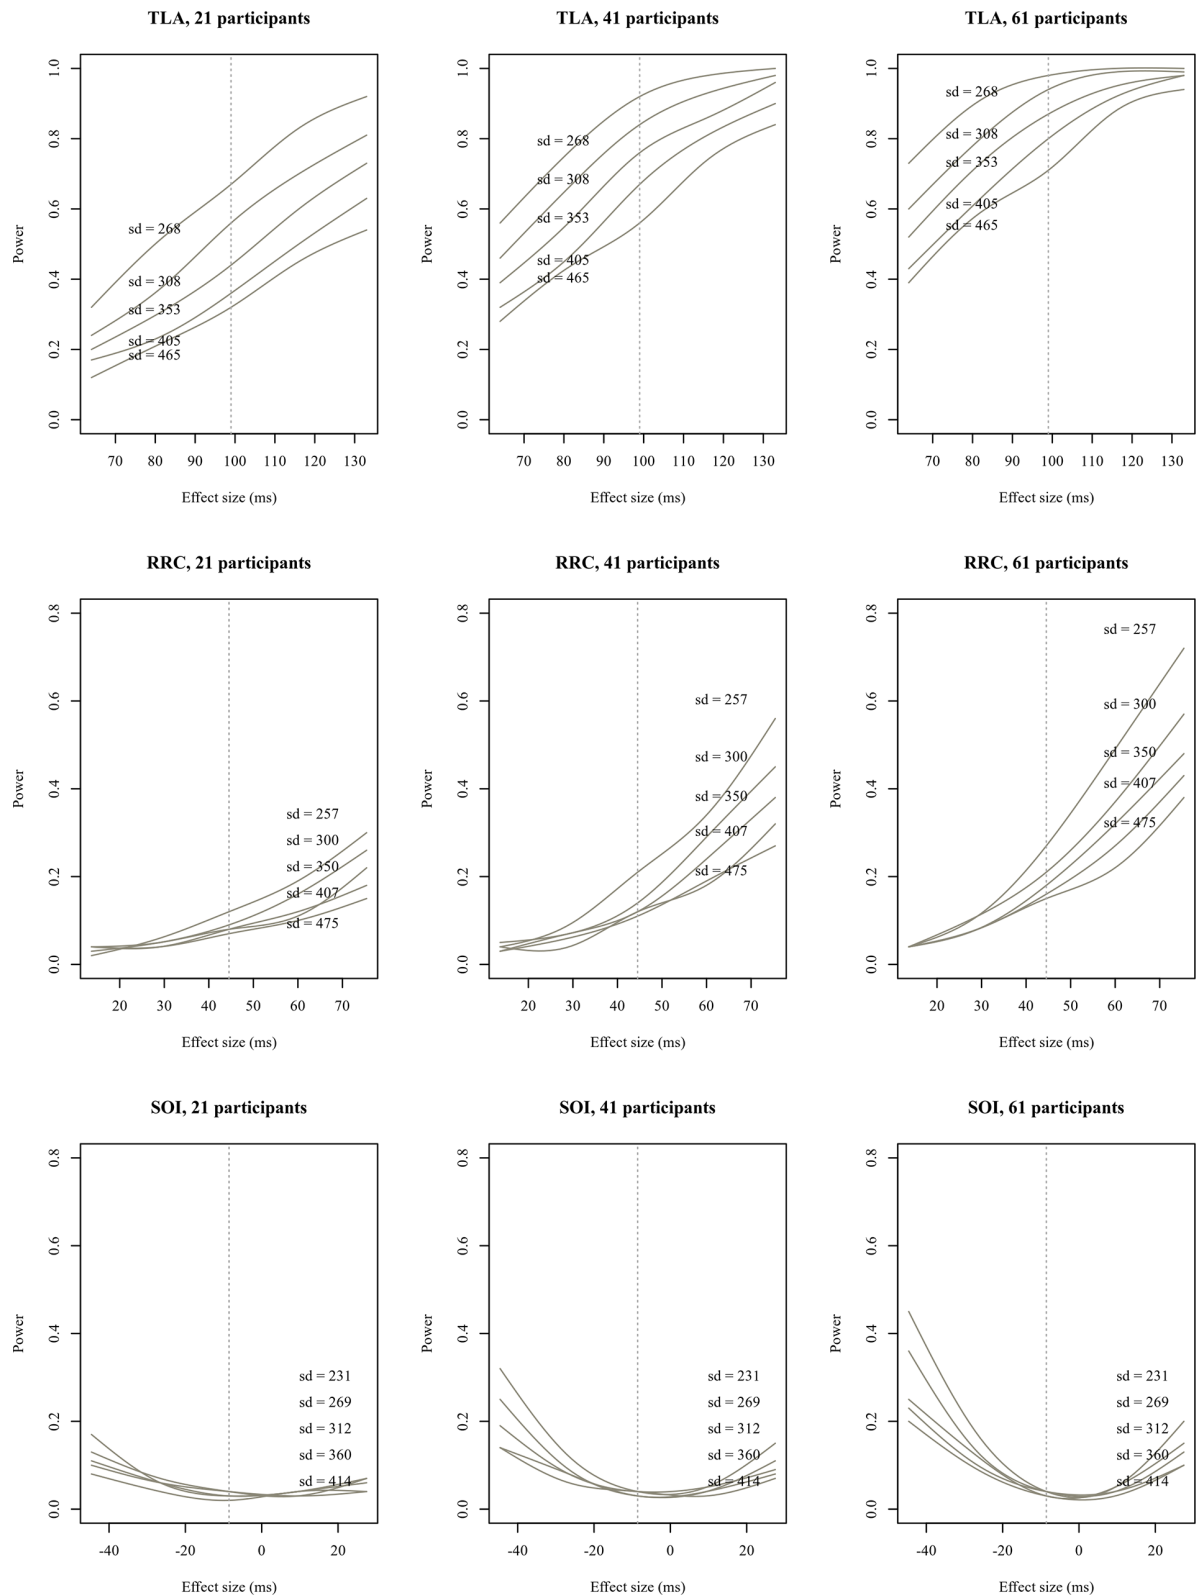 TLA, 21 participants
Power
1.0
0.8
0.6
0.4
0.2
0.0
sd = 268
sd = 308
sd = 353
sd = 405
sd = 465
70 80 90 100 110 120 130
Effect size (ms)
TLA, 41 participants
Power
1.0
0.8
0.6
0.4
0.2
0.0
sd = 268
sd = 308
sd = 353
sd = 405
sd = 465
70 80 90 100 110 120 130
Effect size (ms)
TLA, 61 participants
Power
1.0
0.8
0.6
0.4
0.2
0.0
sd = 268
sd = 308
sd = 353
sd = 405
sd = 465
70 80 90 100 110 120 130
Effect size (ms)
RRC, 21 participants
Power
0.8
0.6
0.4
0.2
0.0
sd = 257
sd = 300
sd = 350
sd = 407
sd = 475
20 30 40 50 60 70
Effect size (ms)
RRC, 41 participants
Power
0.8
0.6
0.4
0.2
0.0
sd = 257
sd = 300
sd = 350
sd = 407
sd = 475
20 30 40 50 60 70
Effect size (ms)
RRC, 61 participants
Power
0.8
0.6
0.4
0.2
0.0
sd = 257
sd = 300
sd = 350
sd = 407
sd = 475
20 30 40 50 60 70
Effect size (ms)
SOI, 21 participants
Power
0.8
0.6
0.4
0.2
0.0
sd = 231
sd = 269
sd = 312
sd = 360
sd = 414
-40 -20 0 20
Effect size (ms)
SOI, 41 participants
Power
0.8
0.6
0.4
0.2
0.0
sd = 231
sd = 269
sd = 312
sd = 360
sd = 414
-40 -20 0 20
Effect size (ms)
SOI, 61 participants
Power
0.8
0.6
0.4
0.2
0.0
sd = 231
sd = 269
sd = 312
sd = 360
sd = 414
-40 -20 0 20
Effect size (ms)